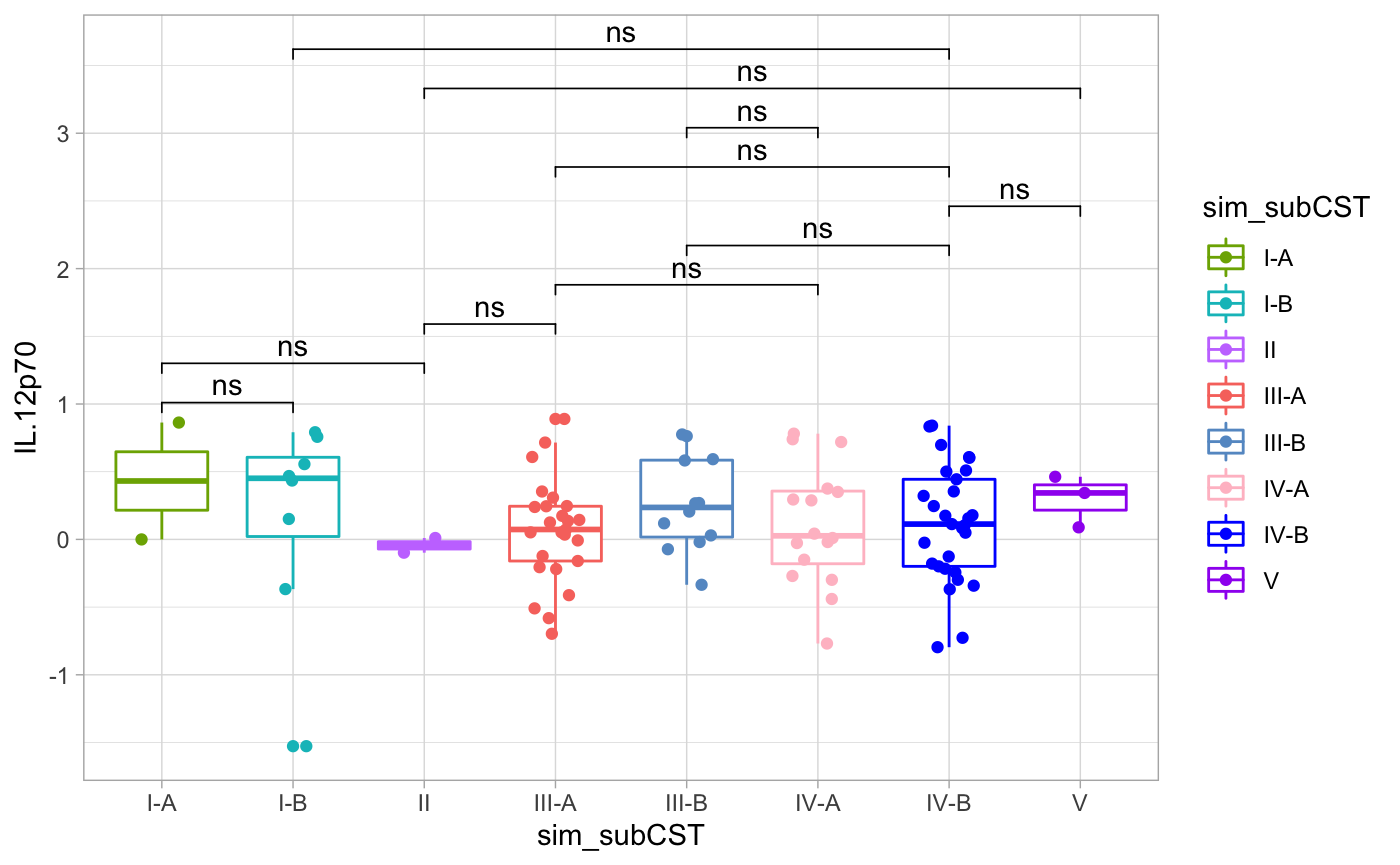 ns
ns
ns
ns
ns
ns
ns
ns
ns
ns
3
2
1
0
-1
IL.12p70
I-A
I-B
II
III-A
III-B
IV-A
IV-B
V
sim_subCST
sim_subCST
I-A
I-B
II
III-A
III-B
IV-A
IV-B
V